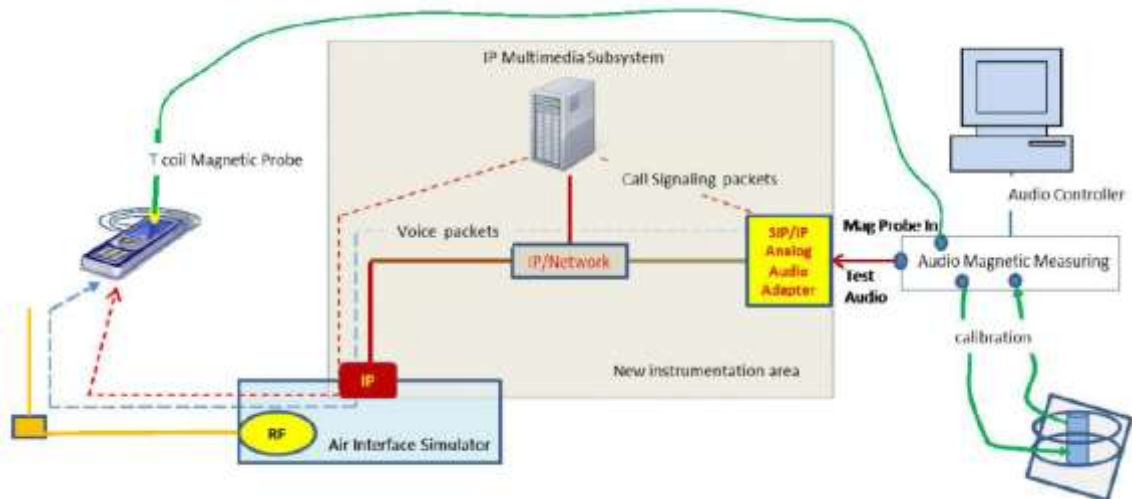 IP Multimedia Subsystem
T coil Magnetic Probe
Call Signaling packets
Audio Controller
Voice packets
IP/Network
SIP/IP
Analog
Audio
Adapter
Mag Probe In
Test
Audio
Audio Magnetic Measuring
calibration
New instrumentation area
IP
RF
Air Interface Simulator